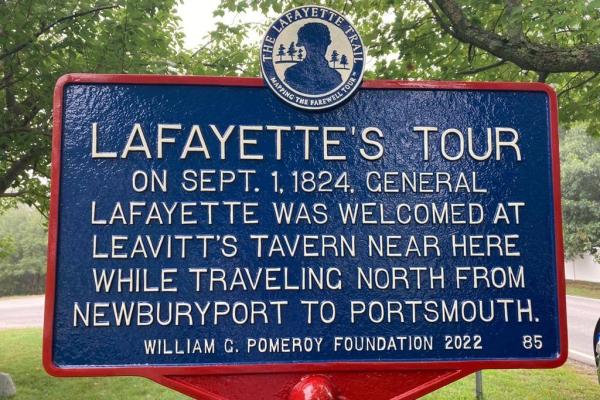 THE LAFAYETTE TRAIL
MAPPING THE FAREWELL TOUR
LAFAYETTE'S TOUR
ON SEPT. 1, 1824, GENERAL
LAFAYETTE WAS WELCOMED AT
LEAVITT'S TAVERN NEAR HERE
WHILE TRAVELING NORTH FROM
NEWBURYPORT TO PORTSMOUTH.
WILLIAM G. POMEROY FOUNDATION 2022 85